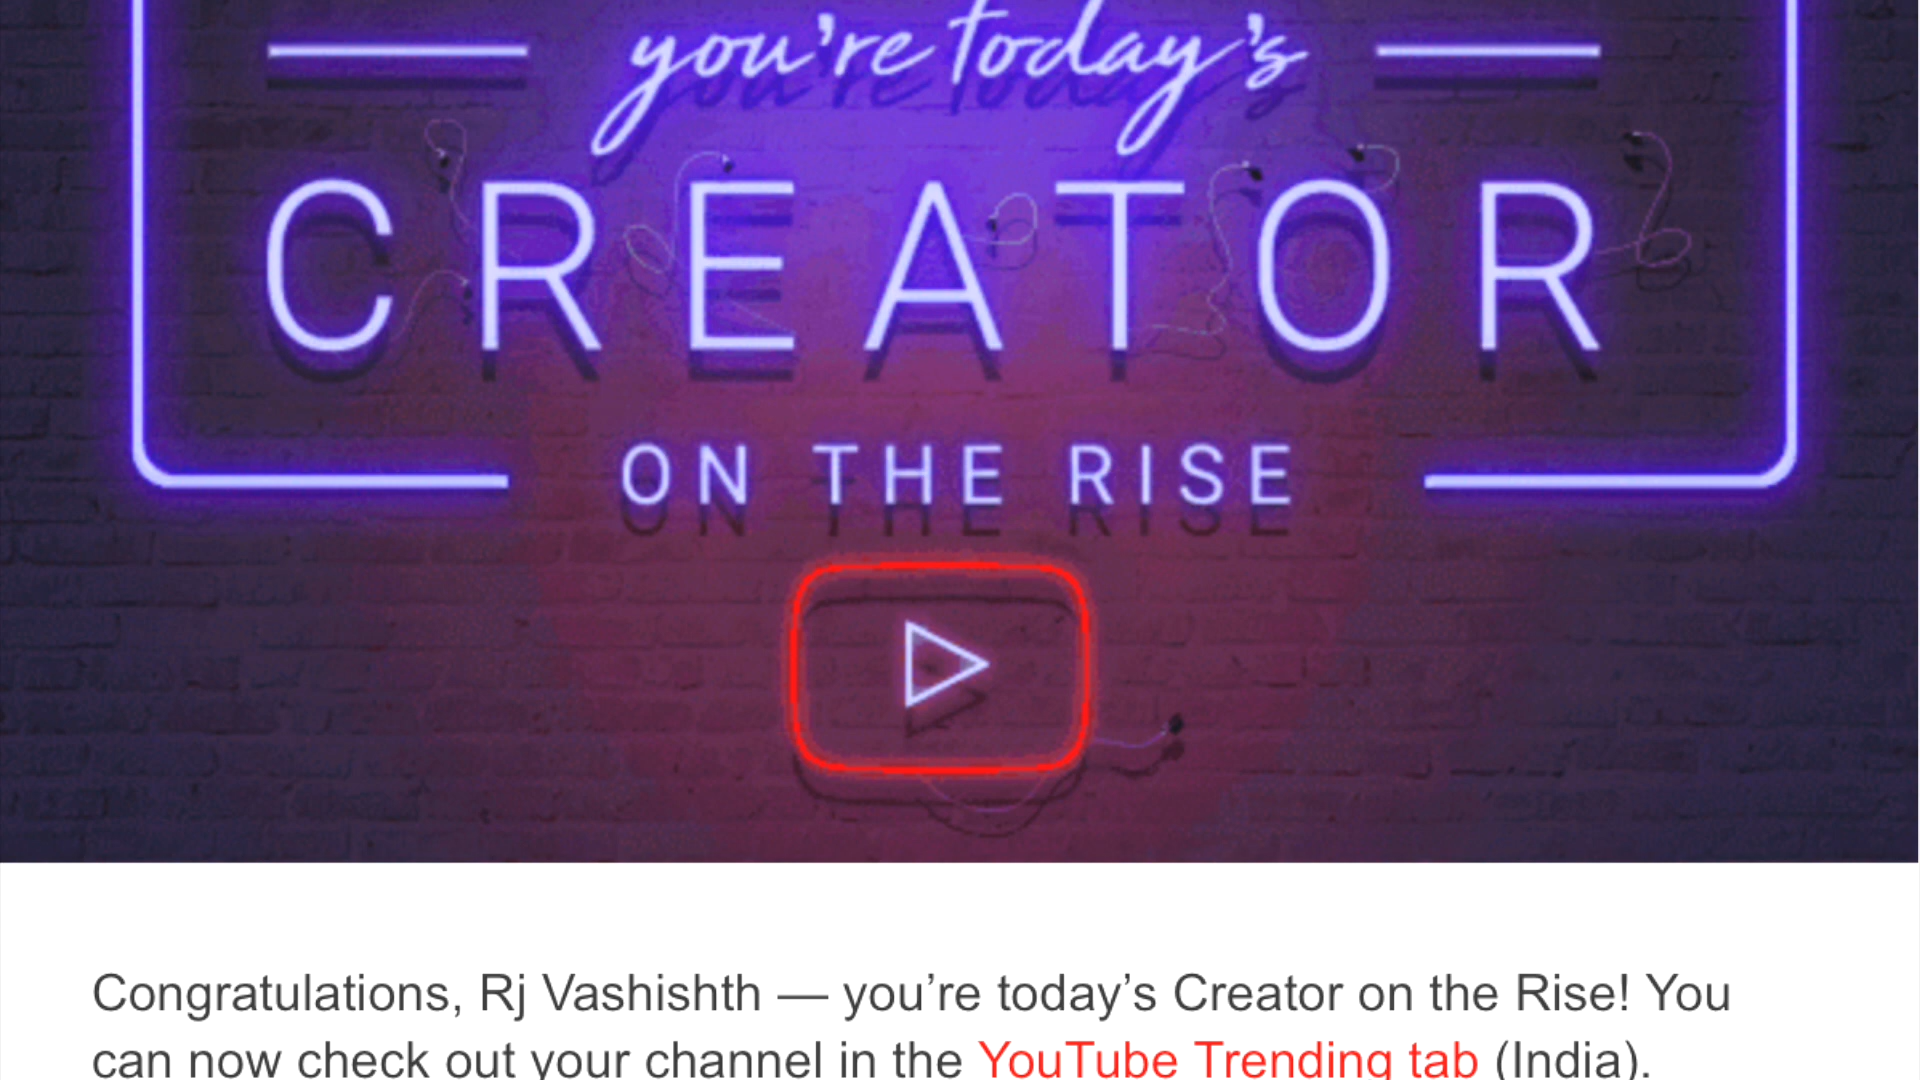 you're today's
CREATOR
ON THE RISE
Congratulations, Rj Vashishth — you’re today’s Creator on the Rise! You
can now check out your channel in the YouTube Trending tab (India).